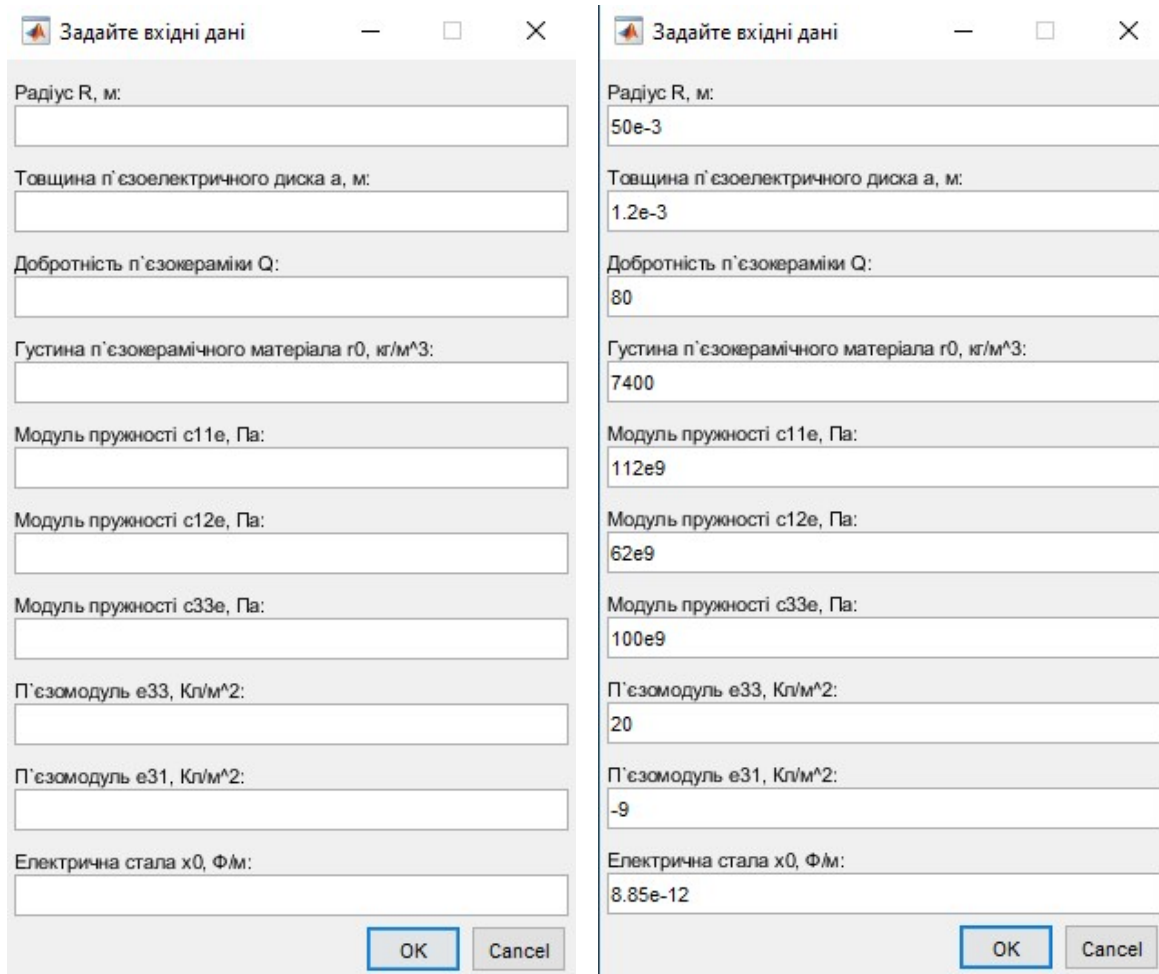 Задайте вхідні дані
Радіус R, м:
Товщина п`єзоелектричного диска a, м:
Добротність п`єзокераміки Q:
Густина п`єзокерамічного матеріала r0, кг/м^3:
Модуль пружності c11e, Па:
Модуль пружності c12e, Па:
Модуль пружності c33e, Па:
П`єзомодуль e33, Кл/м^2:
П`єзомодуль e31, Кл/м^2:
Електрична стала x0, Ф/м:
OK Cancel
Задайте вхідні дані
Радіус R, м:
50e-3
Товщина п`єзоелектричного диска a, м:
1.2e-3
Добротність п`єзокераміки Q:
80
Густина п`єзокерамічного матеріала r0, кг/м^3:
7400
Модуль пружності c11e, Па:
112e9
Модуль пружності c12e, Па:
62e9
Модуль пружності c33e, Па:
100e9
П`єзомодуль e33, Кл/м^2:
20
П`єзомодуль e31, Кл/м^2:
-9
Електрична стала x0, Ф/м:
8.85e-12
OK Cancel